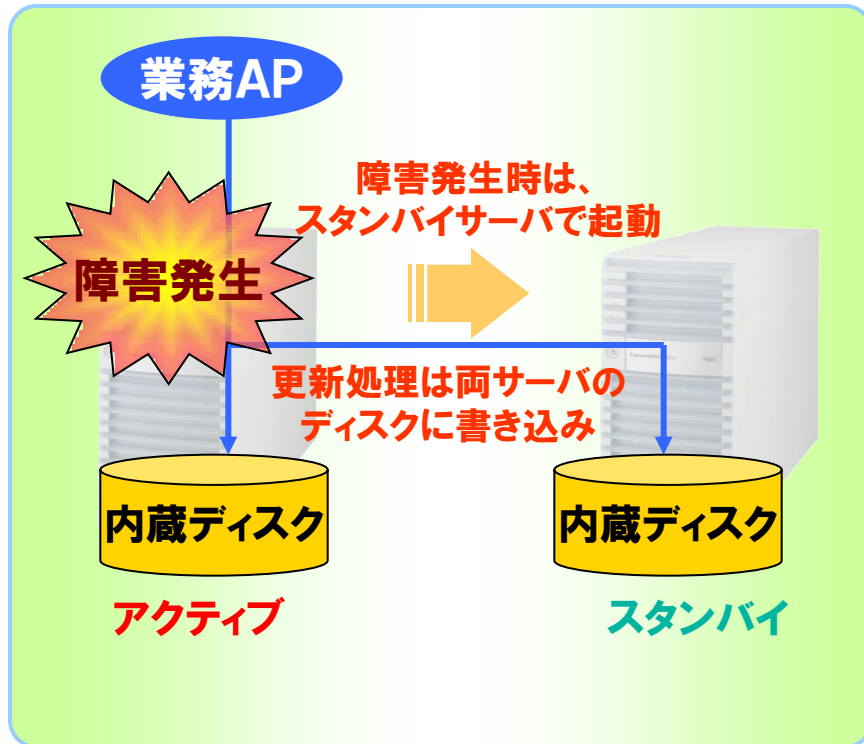 業務AP
障害発生時は、
スタンバイサーバで起動
障害発生
更新処理は両サーバの
ディスクに書き込み
内蔵ディスク
内蔵ディスク
アクティブ
スタンバイ